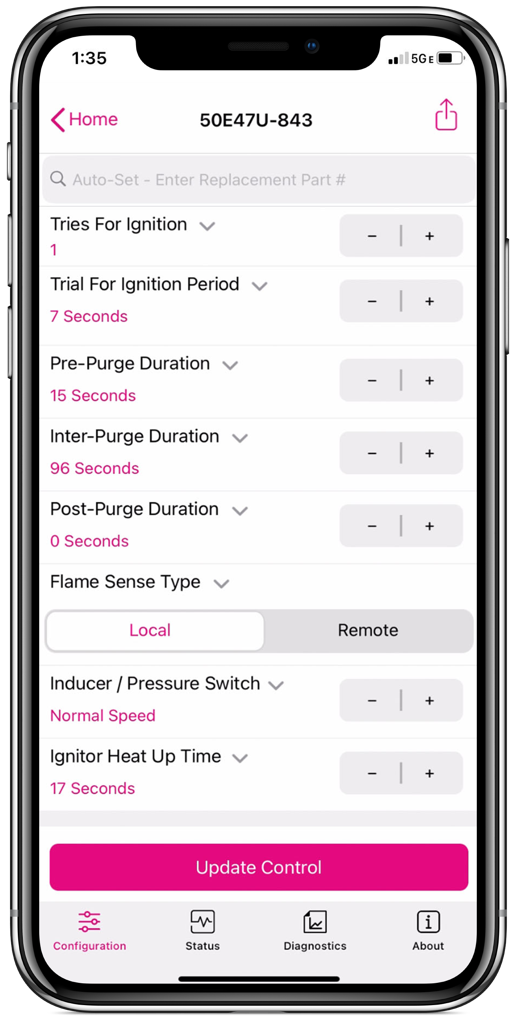 1:35
5G E
Home
50E47U-843
Auto-Set - Enter Replacement Part #
Tries For Ignition
1
- +
Trial For Ignition Period
7 Seconds
- +
Pre-Purge Duration
15 Seconds
- +
Inter-Purge Duration
96 Seconds
- +
Post-Purge Duration
0 Seconds
- +
Flame Sense Type
Local
Remote
Inducer / Pressure Switch
Normal Speed
- +
Ignitor Heat Up Time
17 Seconds
- +
Update Control
Configuration
Status
Diagnostics
About